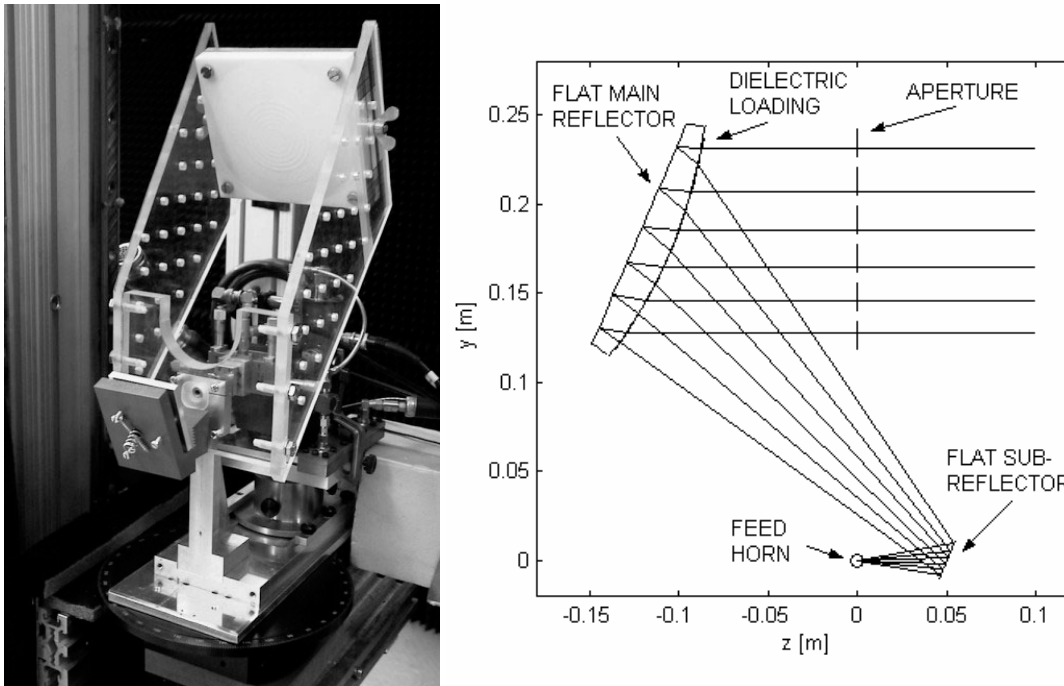 FLAT MAIN
REFLECTOR
DIELECTRIC
LOADING
APERTURE
0.25
0.2
0.15
0.1
0.05
0
y [m]
FLAT SUB-
REFLECTOR
FEED
HORN
-0.15
-0.1
-0.05
0
0.05
0.1
z [m]